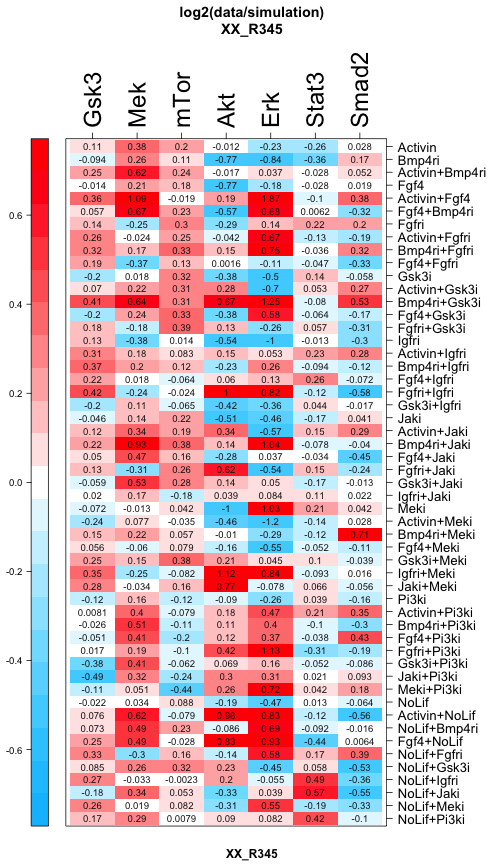 log2(data/simulation)
XX_R345
Gsk3 Mek mTor Akt Erk Stat3 Smad2
0.11 0.38 0.2 -0.012 -0.23 -0.26 0.028 Activin
-0.094 0.26 0.11 -0.77 -0.84 -0.36 0.17 Bmp4ri
0.25 0.62 0.24 -0.017 0.037 -0.028 0.052 Activin+Bmp4ri
-0.014 0.21 0.18 -0.77 -0.18 -0.028 0.019 Fgf4
0.36 1.09 -0.019 0.19 1.87 -0.1 0.38 Activin+Fgf4
0.6 0.057 0.67 0.23 -0.57 0.68 0.0062 -0.32 Fgf4+Bmp4ri
0.14 -0.25 0.3 -0.29 0.14 0.22 0.2 Fgfri
0.26 -0.024 0.25 -0.042 0.67 -0.13 -0.19 Activin+Fgfri
0.32 0.17 0.33 0.15 0.75 -0.036 0.32 Bmp4ri+Fgfri
0.19 -0.37 0.13 0.0016 -0.11 -0.047 -0.33 Fgf4+Fgfri
-0.2 0.018 0.32 -0.38 -0.5 0.14 -0.058 Gsk3i
0.4 0.07 0.22 0.31 0.28 -0.7 0.053 0.27 Activin+Gsk3i
0.41 0.64 0.31 0.67 1.25 -0.08 0.53 Bmp4ri+Gsk3i
-0.2 0.24 0.33 -0.38 0.58 -0.064 -0.17 Fgf4+Gsk3i
0.18 -0.18 0.39 0.13 -0.26 0.057 -0.31 Fgfri+Gsk3i
0.13 -0.38 0.014 -0.54 -1 -0.013 -0.3 Igfri
0.31 0.18 0.083 0.15 0.053 0.23 0.28 Activin+Igfri
0.2 0.37 0.2 0.12 -0.23 0.26 -0.094 -0.12 Bmp4ri+Igfri
0.22 0.018 -0.064 0.06 0.13 0.26 -0.072 Fgf4+Igfri
0.42 -0.24 -0.001 1 0.82 -0.12 -0.58 Fgfri+Igfri
-0.2 0.11 -0.065 -0.42 -0.36 0.044 -0.017 Gsk3i+Igfri
-0.046 0.14 0.22 -0.51 -0.46 -0.17 0.041 Jaki
0.12 0.34 0.19 0.34 -0.57 0.15 0.29 Activin+Jaki
0.22 0.93 0.38 0.14 1.04 -0.078 -0.04 Bmp4ri+Jaki
0.05 0.47 0.16 -0.28 0.037 -0.034 -0.45 Fgf4+Jaki
0.13 -0.31 0.26 0.62 -0.54 0.15 -0.24 Fgfri+Jaki
0.0 -0.059 0.53 0.28 0.14 0.05 -0.17 -0.013 Gsk3i+Jaki
0.02 0.17 -0.18 0.039 0.084 0.11 0.022 Igfri+Jaki
-0.072 -0.013 0.042 -1 1.03 0.21 0.042 Meki
-0.24 0.077 -0.035 -0.46 -1.2 -0.14 0.028 Activin+Meki
0.15 0.22 0.057 -0.01 -0.29 -0.12 0.71 Bmp4ri+Meki
0.056 -0.06 0.079 -0.16 -0.55 -0.052 -0.11 Fgf4+Meki
-0.2 0.25 0.15 0.38 0.21 0.045 0.1 -0.039 Gsk3i+Meki
0.35 -0.25 -0.082 1.12 0.84 -0.093 0.016 Igfri+Meki
0.28 -0.034 0.16 0.77 -0.078 0.066 -0.056 Jaki+Meki
-0.12 0.16 -0.12 -0.09 -0.26 -0.039 -0.16 Pi3ki
0.0081 0.4 -0.079 0.18 0.47 0.21 0.35 Activin+Pi3ki
-0.026 0.51 -0.11 0.11 0.4 -0.1 -0.3 Bmp4ri+Pi3ki
-0.051 0.41 -0.2 0.12 0.37 -0.038 0.43 Fgf4+Pi3ki
-0.4 0.017 0.19 -0.1 0.42 1.13 -0.31 -0.19 Fgfri+Pi3ki
-0.38 0.41 -0.062 0.069 0.16 -0.052 -0.086 Gsk3i+Pi3ki
-0.49 0.32 -0.24 0.3 0.31 0.021 0.093 Jaki+Pi3ki
-0.11 0.051 -0.44 0.26 0.72 0.042 0.18 Meki+Pi3ki
-0.022 0.034 0.088 -0.19 -0.47 0.013 -0.064 NoLif
0.076 0.62 -0.079 0.98 0.83 -0.12 -0.56 Activin+NoLif
-0.6 0.073 0.49 0.23 -0.086 0.69 -0.092 -0.016 NoLif+Bmp4ri
0.25 0.49 -0.028 0.83 0.93 -0.44 0.0064 Fgf4+NoLif
0.33 -0.3 0.16 -0.14 0.58 0.17 0.39 NoLif+Fgfri
0.085 0.26 0.32 0.23 -0.45 0.058 -0.53 NoLif+Gsk3i
0.27 -0.033 -0.0023 0.2 -0.055 0.49 -0.36 NoLif+Igfri
-0.18 0.34 0.053 0.24 -0.33 0.57 -0.55 NoLif+Jaki
0.26 0.019 0.082 -0.31 0.55 -0.19 -0.33 NoLif+Meki
0.17 0.29 0.0079 0.09 0.082 0.42 -0.1 NoLif+Pi3ki
XX_R345